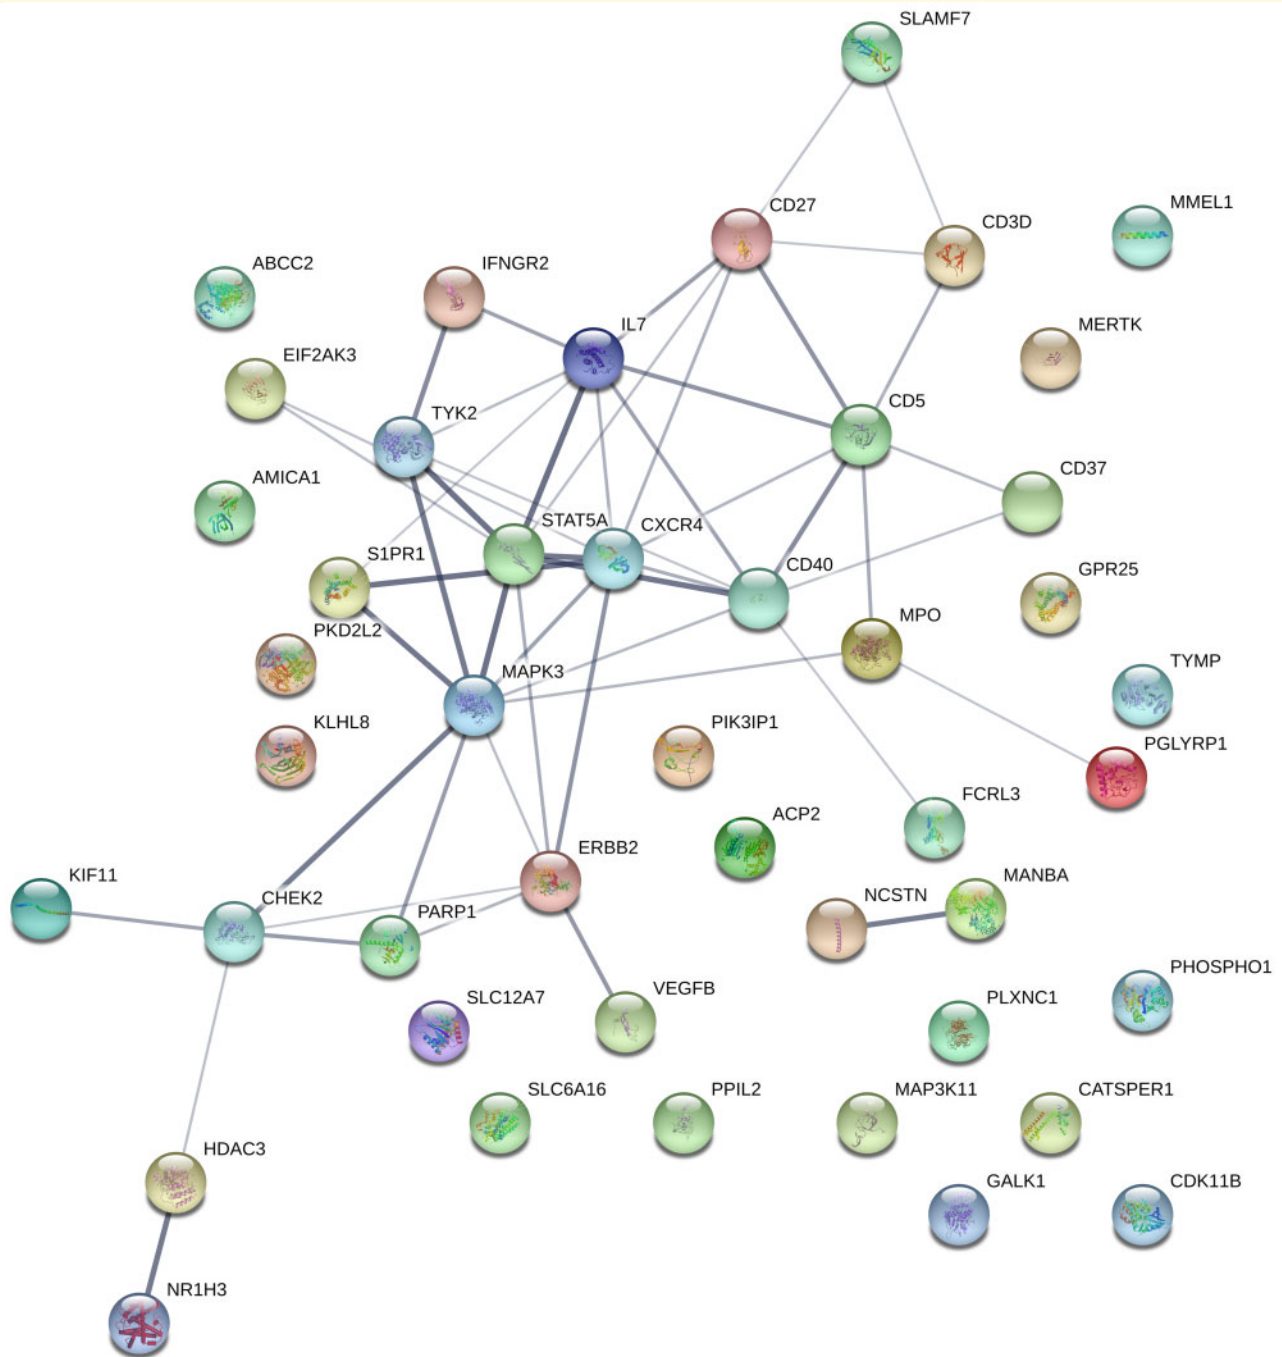 SLAMF7
CD27
MMEL1
CD3D
ABCC2
IFNGR2
IL7
MERTK
EIF2AK3
CD5
TYK2
CD37
AMICA1
STAT5A
CXCR4
S1PR1
CD40
GPR25
MPO
PKD2L2
TYMP
MAPK3
KLHL8
PIK3IP1
PGLYRP1
FCRL3
ACP2
ERBB2
KIF11
MANBA
CHEK2
NCSTN
PARP1
PHOSPHO1
VEGFB
SLC12A7
PLXNC1
SLC6A16
PPIL2
MAP3K11
CATSPER1
HDAC3
GALK1
CDK11B
NR1H3